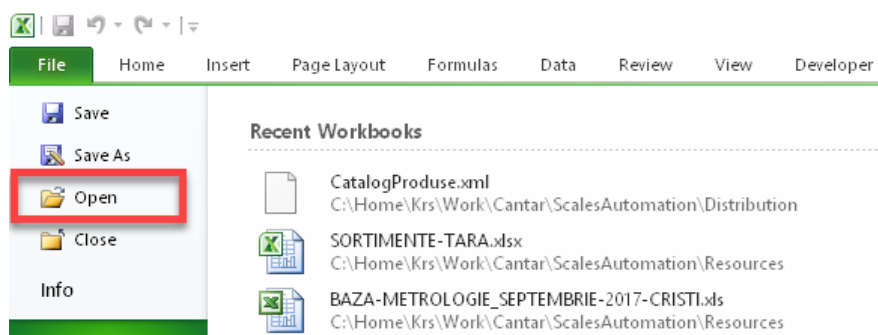 File Home Insert Page Layout Formulas Data Review View Developer
Save
Save As
Open
Close
Info
Recent Workbooks
CatalogProduse.xml
C:\Home\Krs\Work\Cantar\ScalesAutomation\Distribution
SORTIMENTE-TARA.xlsx
C:\Home\Krs\Work\Cantar\ScalesAutomation\Resources
BAZA-METROLOGIE_SEPTEMBRIE-2017-CRISTI.xls
C:\Home\Krs\Work\Cantar\ScalesAutomation\Resources